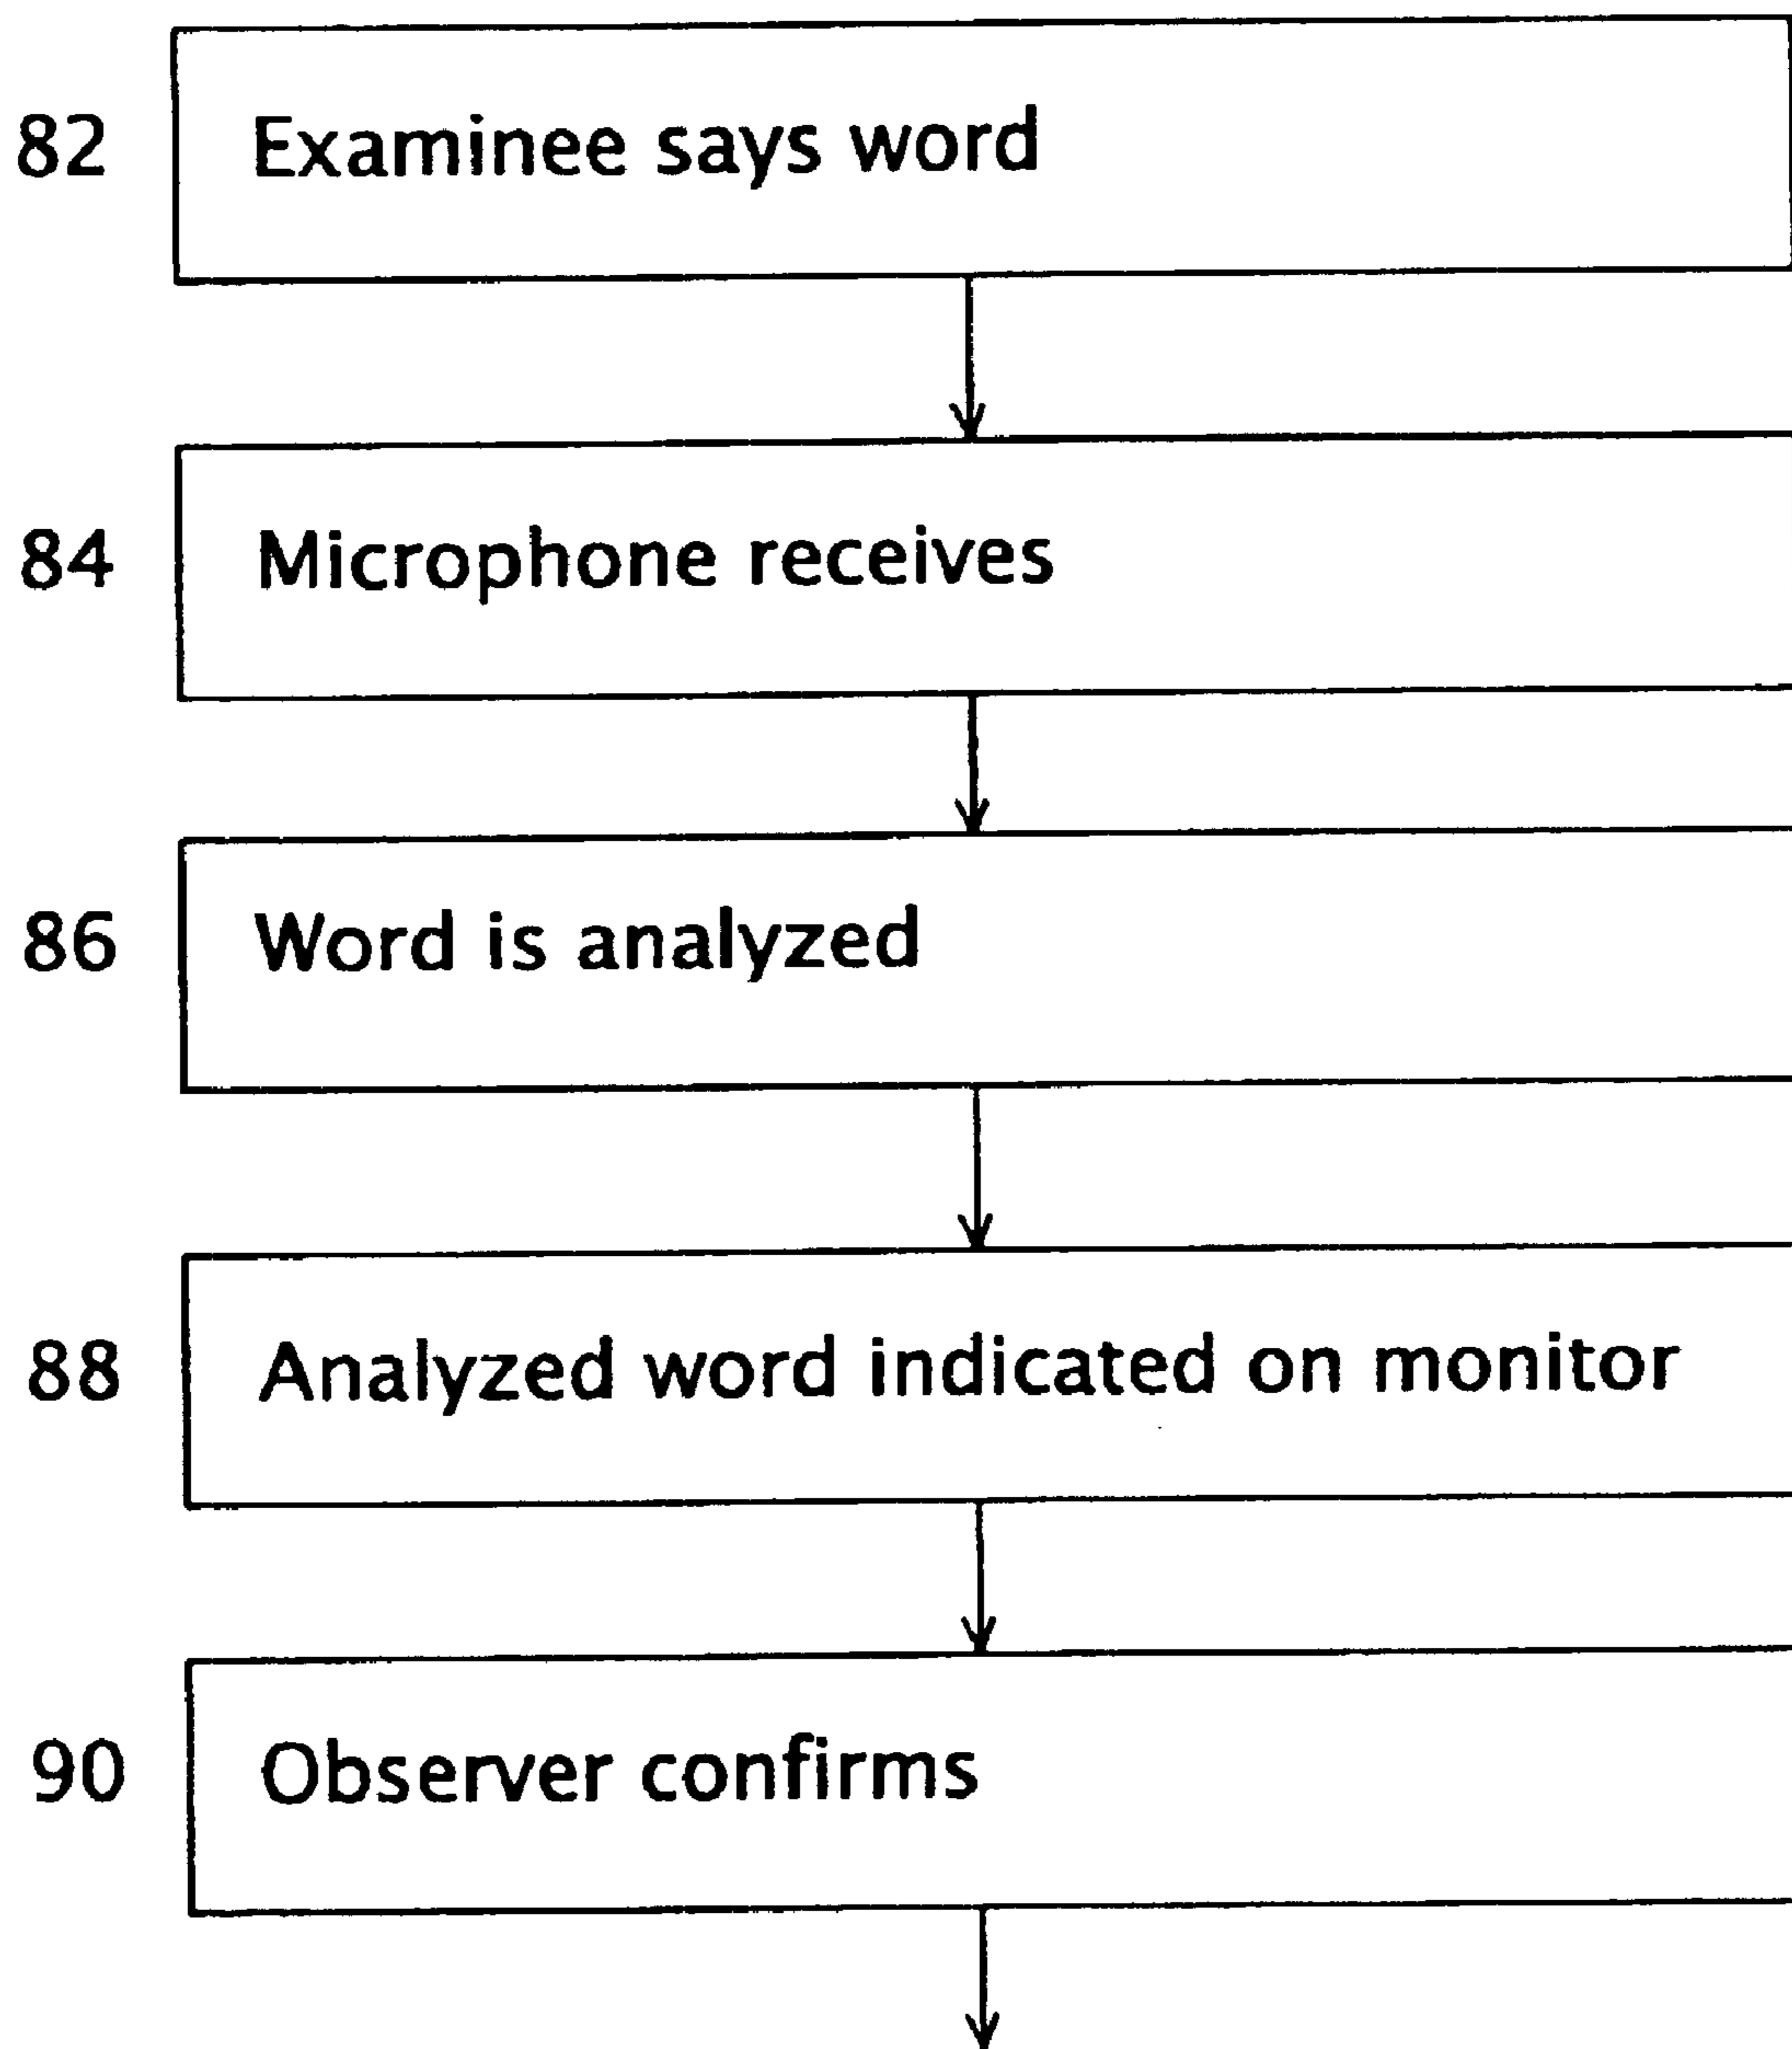 82 Examinee says word
84 Microphone receives
86 Word is analyzed
88 Analyzed word indicated on monitor
90 Observer confirms